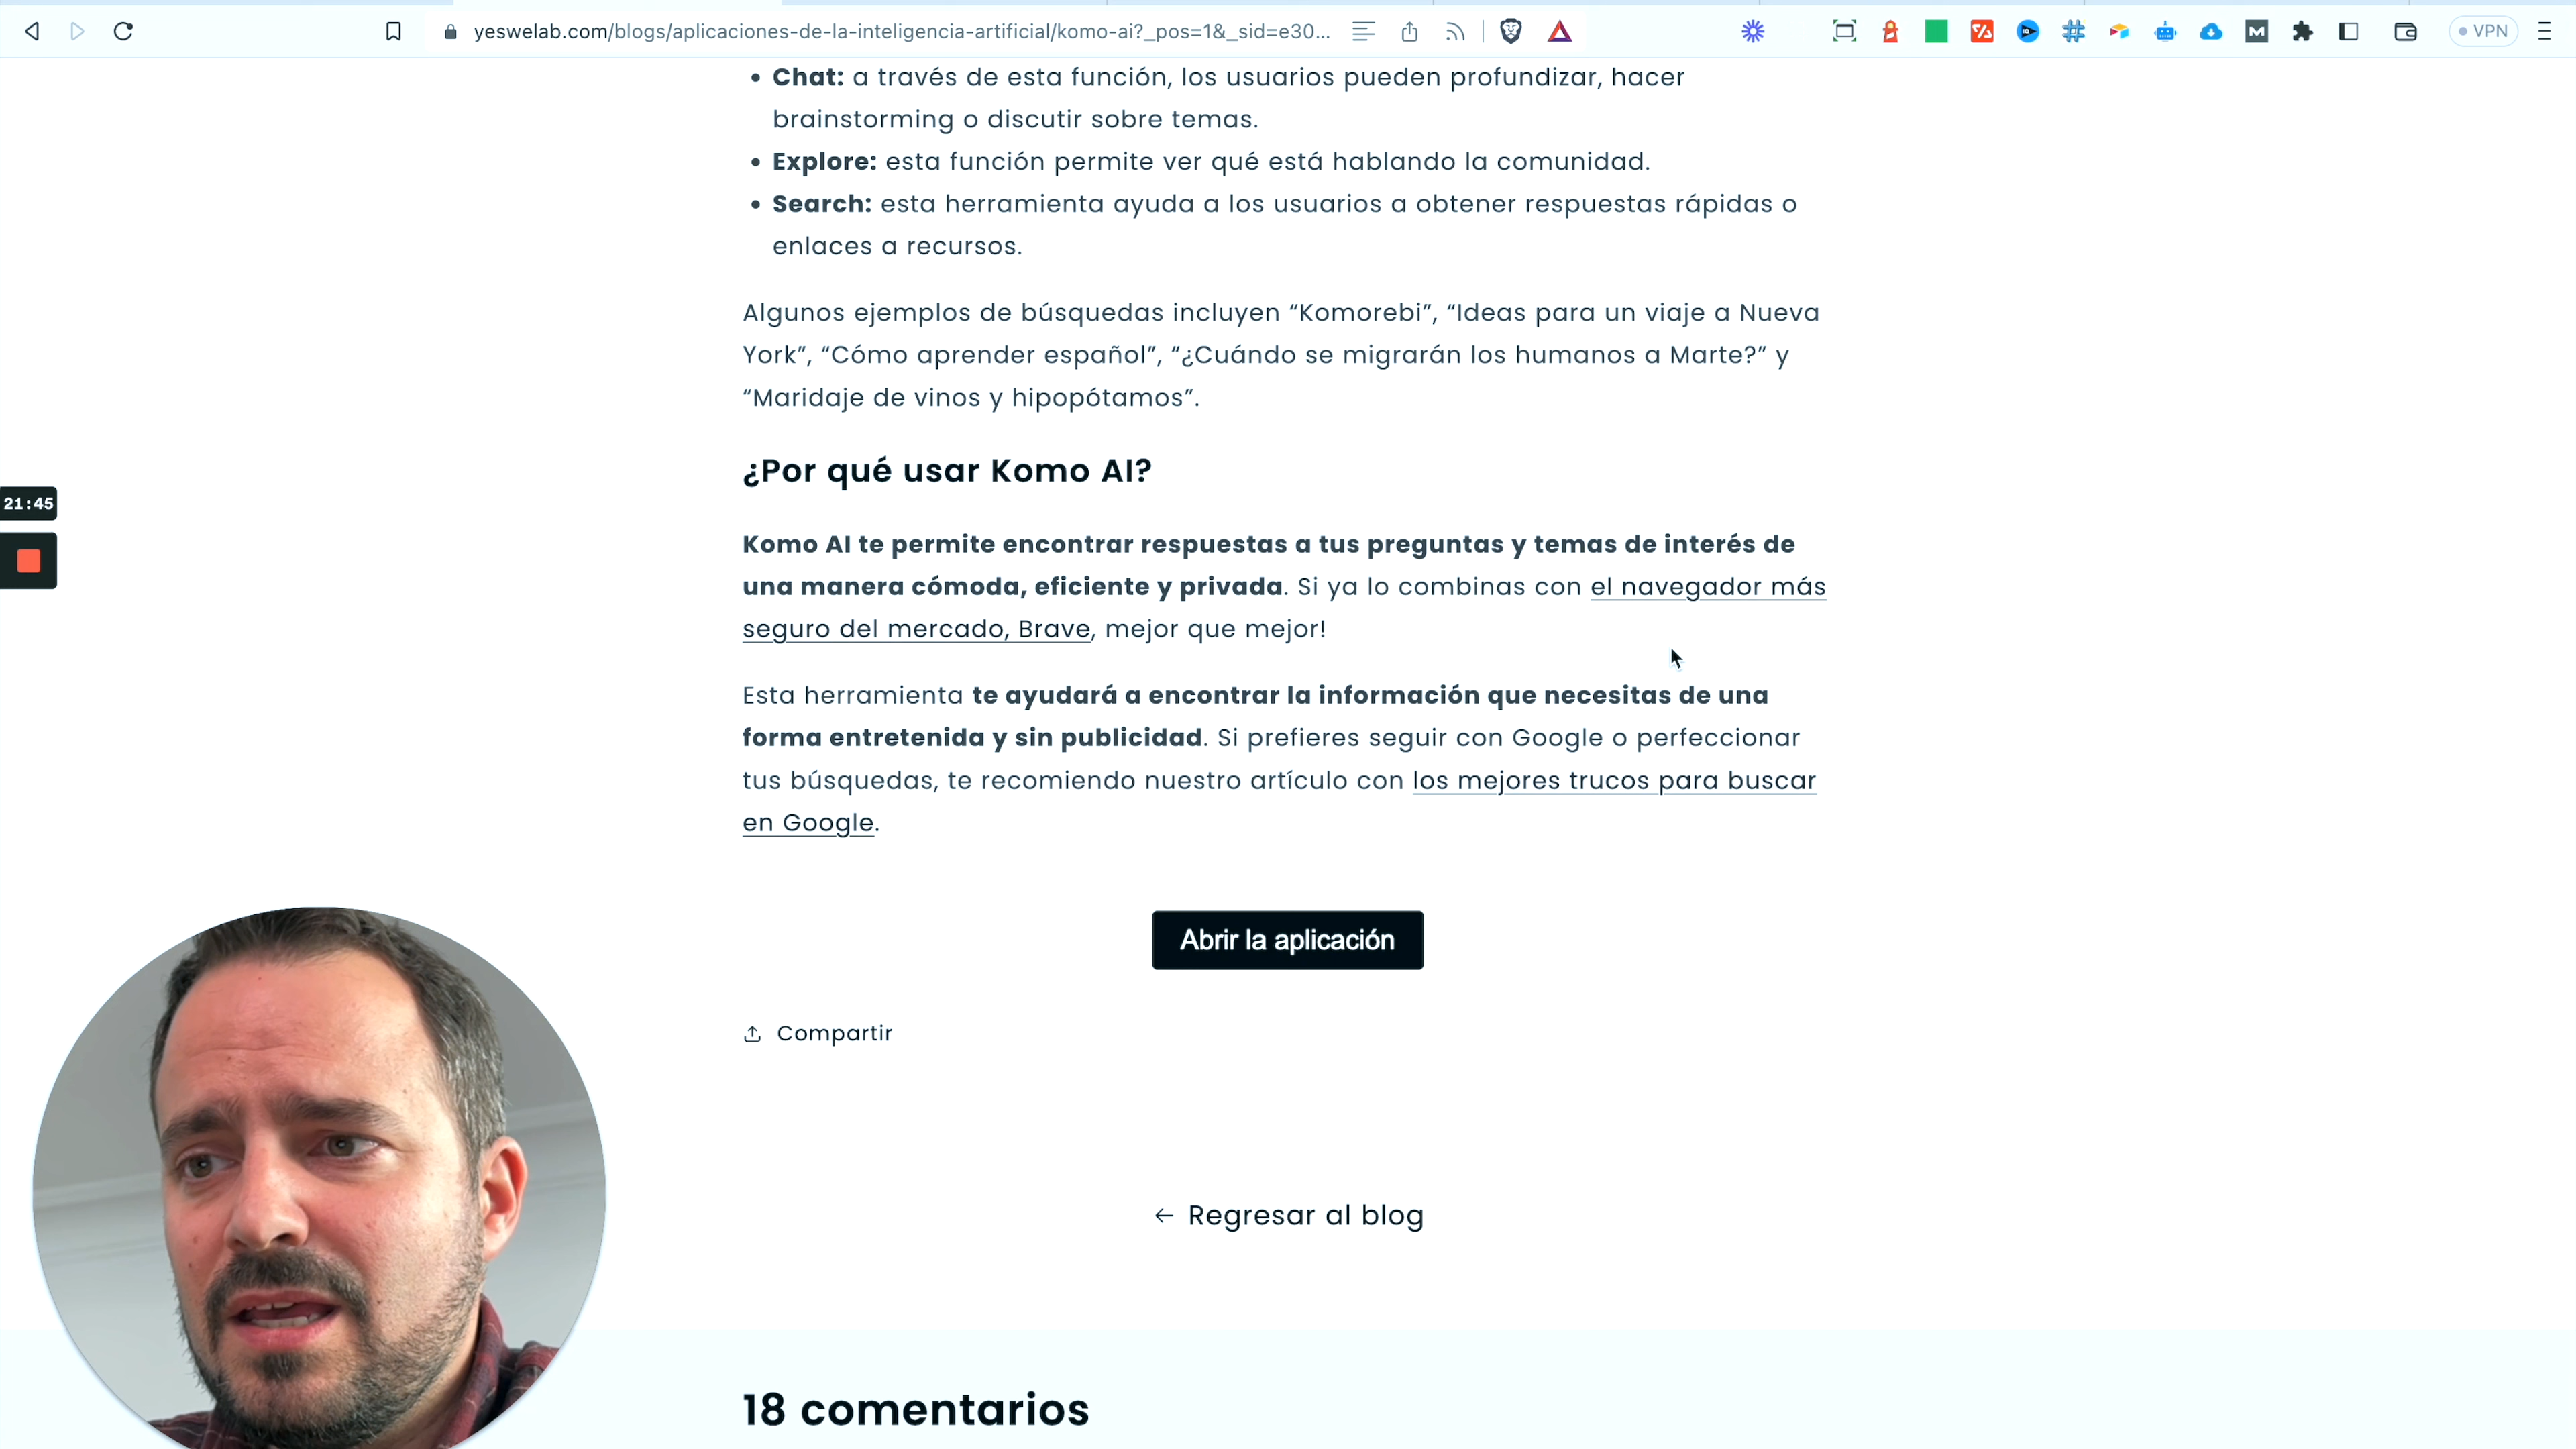 yeswelab.com/blogs/aplicaciones-de-la-inteligencia-artificial/komo-ai?_pos=1&_sid=e30...
VPN
• Chat: a través de esta función, los usuarios pueden profundizar, hacer
brainstorming o discutir sobre temas.
• Explore: esta función permite ver qué está hablando la comunidad.
• Search: esta herramienta ayuda a los usuarios a obtener respuestas rápidas o
enlaces a recursos.
Algunos ejemplos de búsquedas incluyen “Komorebi”, “Ideas para un viaje a Nueva
York”, “Cómo aprender español”, “¿Cuándo se migrarán los humanos a Marte?” y
“Maridaje de vinos y hipopótamos”.
¿Por qué usar Komo AI?
21:45
Komo AI te permite encontrar respuestas a tus preguntas y temas de interés de
una manera cómoda, eficiente y privada. Si ya lo combinas con el navegador más
seguro del mercado, Brave, mejor que mejor!
Esta herramienta te ayudará a encontrar la información que necesitas de una
forma entretenida y sin publicidad. Si prefieres seguir con Google o perfeccionar
tus búsquedas, te recomiendo nuestro artículo con los mejores trucos para buscar
en Google.
Abrir la aplicación
Compartir
← Regresar al blog
18 comentarios